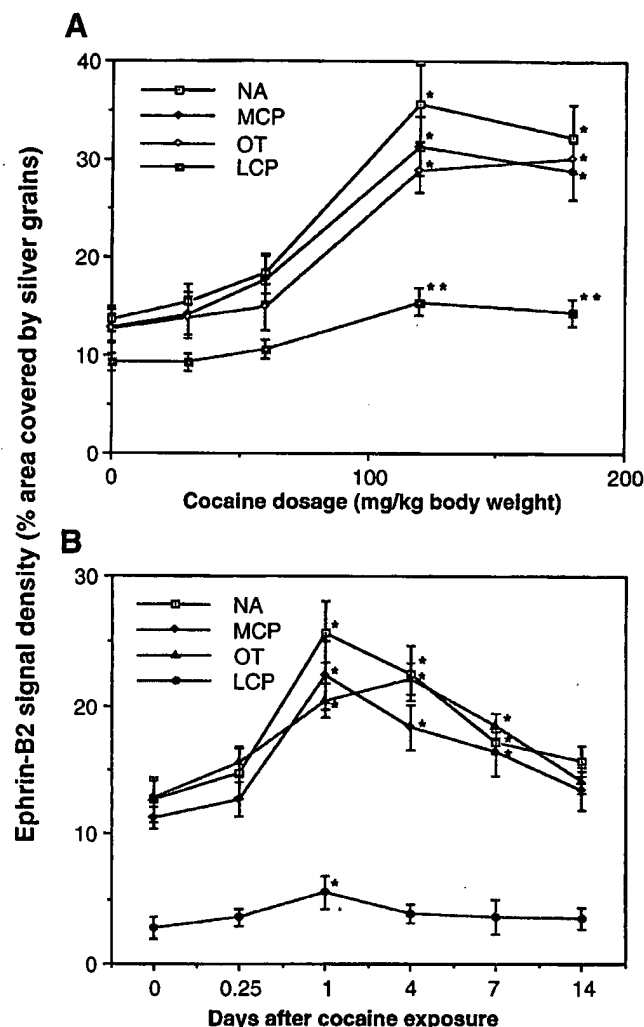 A
40
30
20
10
0
NA
MCP
OT
LCP
*
*
*
*
*
*
**
**
0 100 200
Cocaine dosage (mg/kg body weight)
Ephrin-B2 signal density (% area covered by silver grains)
B
30
20
10
0
NA
MCP
OT
LCP
*
*
*
*
*
*
*
*
*
*
0 0.25 1 4 7 14
Days after cocaine exposure